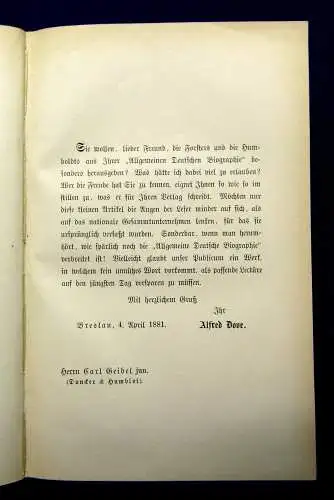 Sie wollen, lieber Freund, die Forsters und die Hum-
boldts aus Ihrer „Allgemeinen Deutschen Biographie“ be-
sonders herausgeben? Was hätte ich dabei viel zu erlauben?
Wer die Freude hat Sie zu kennen, eignet Ihnen so wie so im
stillen zu, was er für Ihren Verlag schreibt. Möchten nur
diese kleinen Artikel die Augen der Leser wieder auf sich, als
auf das nationale Gesammtunternehmen lenken, für das sie
ursprünglich verfaßt wurden. Sonderbar, wenn man herum-
hört, wie spärlich noch die „Allgemeine Deutsche Biographie“
verbreitet ist! Vielleicht glaubt unser Publicum ein Werk,
in welchem kein unnützes Wort vorkommt, als passende Lectüre
auf den jüngsten Tag versparen zu müssen.
Mit herzlichem Gruß
Ihr
Breslau, 4. April 1881. Alfred Dove.
Herrn Carl Geibel jun.
(Duncker & Humblot.)